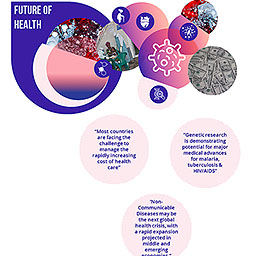 FUTURE OF
HEALTH
"Most countries
are facing the
challenge to
manage the
rapidly increasing
cost of health
care"
"Genetic research
is demonstrating
potential for major
medical advances
for malaria,
tuberculosis &
HIV/AIDS"
"Non-
Communicable
Diseases may be
the next global
health crisis, with
a rapid expansion
projected in
middle and
emerging
economies "